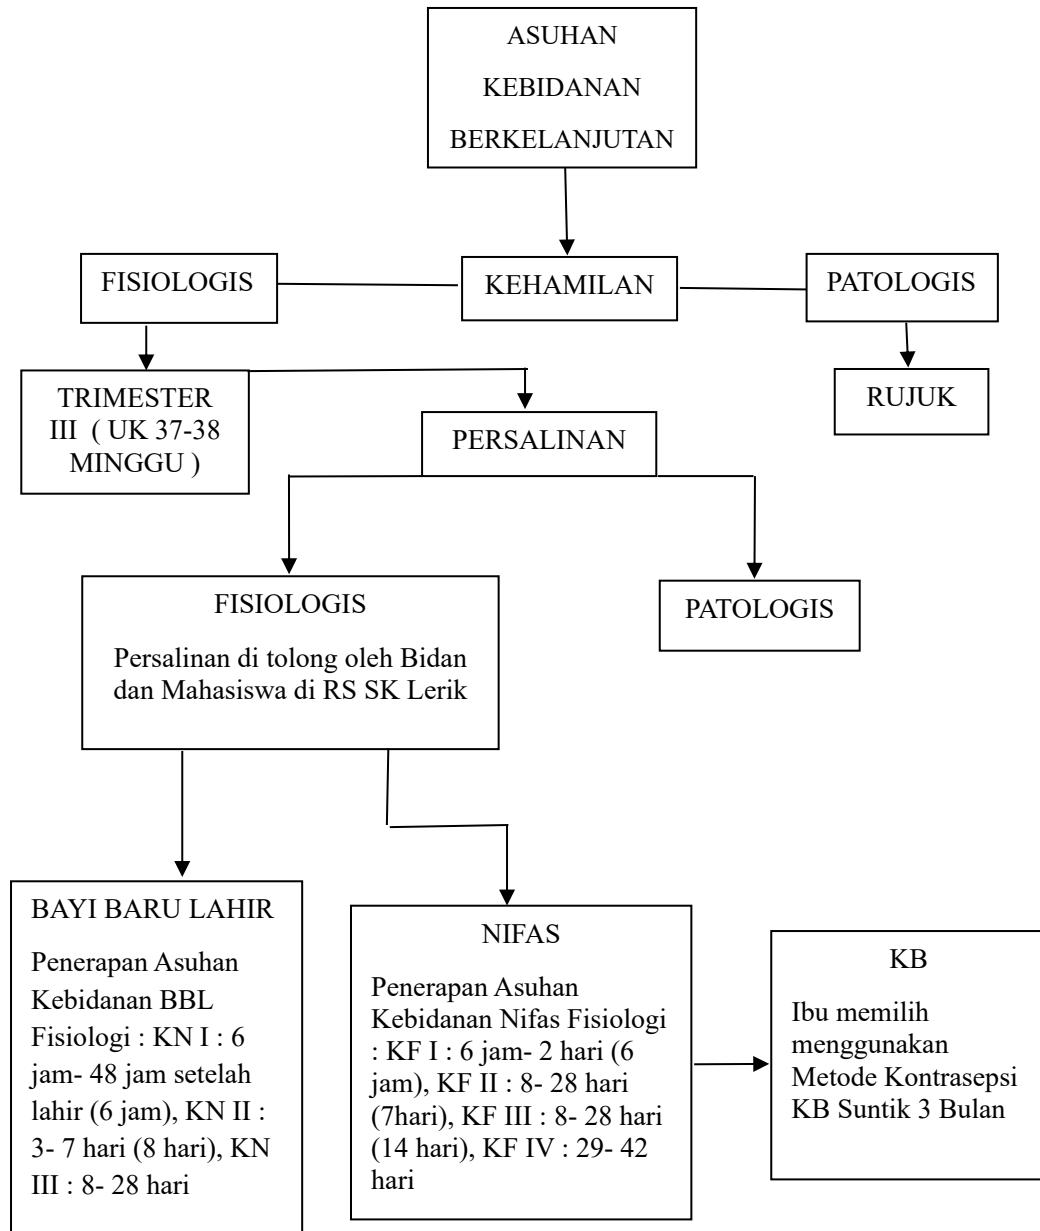 ASUHAN
KEBIDANAN
BERKELANJUTAN
FISIOLOGIS
KEHAMILAN
PATOLOGIS
TRIMESTER
III ( UK 37-38
MINGGU )
PERSALINAN
RUJUK
FISIOLOGIS
Persalinan di tolong oleh Bidan
dan Mahasiswa di RS SK Lerik
PATOLOGIS
BAYI BARU LAHIR
Penerapan Asuhan
Kebidanan BBL
Fisiologi : KN I : 6
jam- 48 jam setelah
lahir (6 jam), KN II :
3- 7 hari (8 hari), KN
III : 8- 28 hari
NIFAS
Penerapan Asuhan
Kebidanan Nifas Fisiologi
: KF I : 6 jam- 2 hari (6
jam), KF II : 8- 28 hari
(7hari), KF III : 8- 28 hari
(14 hari), KF IV : 29- 42
hari
KB
Ibu memilih
menggunakan
Metode Kontrasepsi
KB Suntik 3 Bulan